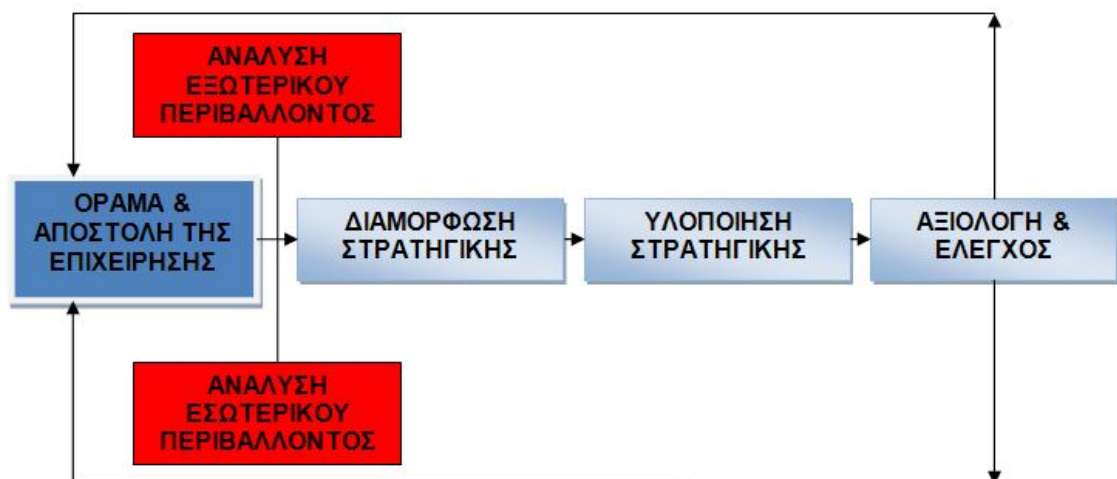 ΑΝΑΛΥΣΗ
ΕΞΩΤΕΡΙΚΟΥ
ΠΕΡΙΒΑΛΛΟΝΤΟΣ
ΟΡΑΜΑ &
ΑΠΟΣΤΟΛΗ ΤΗΣ
ΕΠΙΧΕΙΡΗΣΗΣ
ΔΙΑΜΟΡΦΩΣΗ
ΣΤΡΑΤΗΓΙΚΗΣ
ΥΛΟΠΟΙΗΣΗ
ΣΤΡΑΤΗΓΙΚΗΣ
ΑΞΙΟΛΟΓΗ &
ΕΛΕΓΧΟΣ
ΑΝΑΛΥΣΗ
ΕΣΩΤΕΡΙΚΟΥ
ΠΕΡΙΒΑΛΛΟΝΤΟΣ